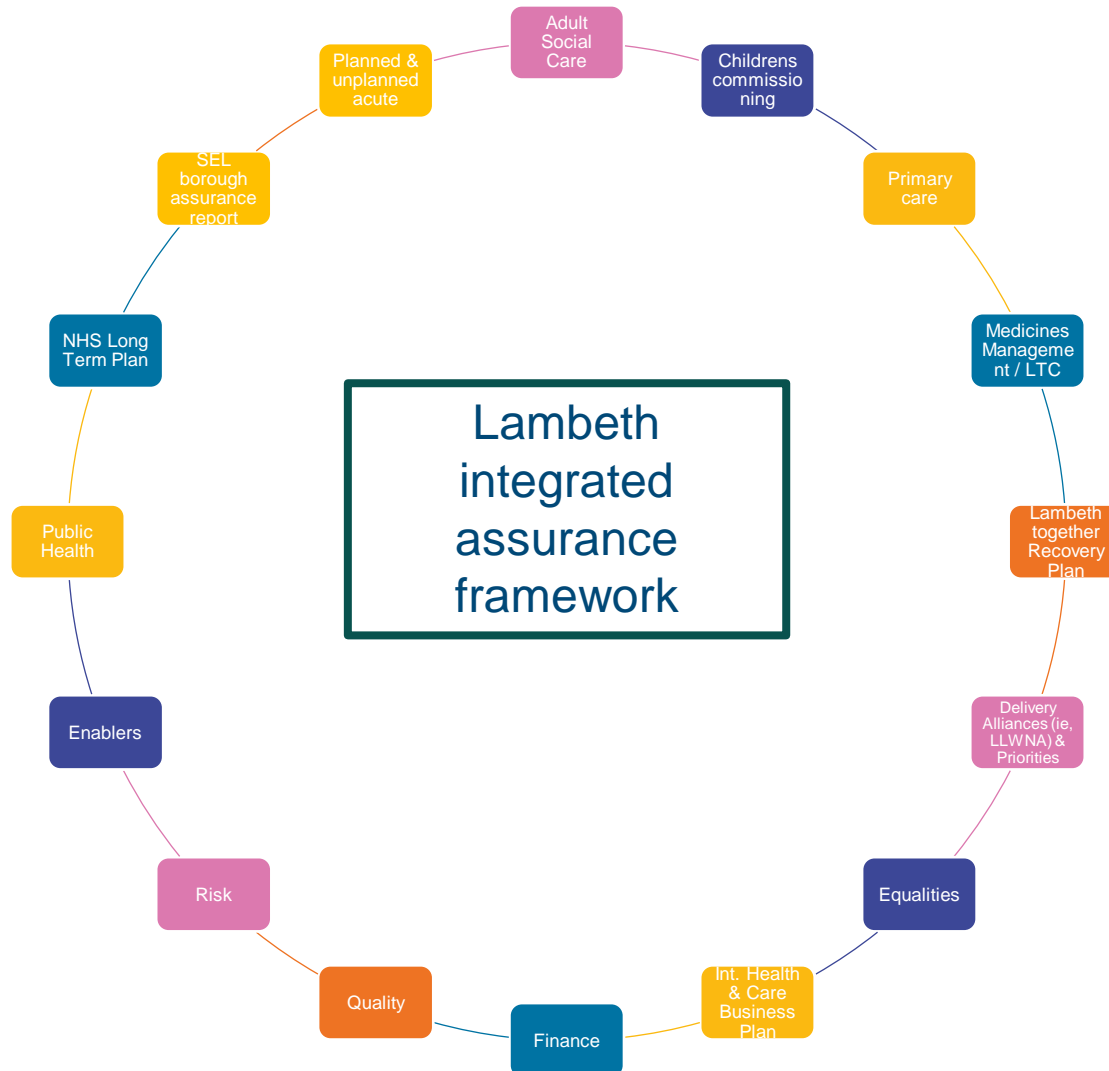 Adult
Social
Care
Childrens
commissio
ning
Primary
care
Medicines
Manageme
nt / LTC
Lambeth
together
Recovery
Plan
Delivery
Alliances (ie,
LLWNA) &
Priorities
Equalities
Int. Health
& Care
Business
Plan
Finance
Quality
Risk
Enablers
Public
Health
NHS Long
Term Plan
SEL
borough
assurance
report
Planned &
unplanned
acute
Lambeth
integrated
assurance
framework